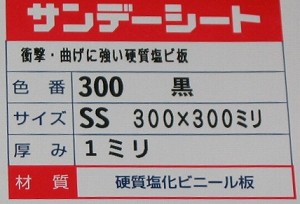 サンデーシート
衝撃・曲げに強い硬質塩ビ板
色番 300 黒
サイズ SS 300×300ミリ
厚み 1ミリ
材質 硬質塩化ビニール板